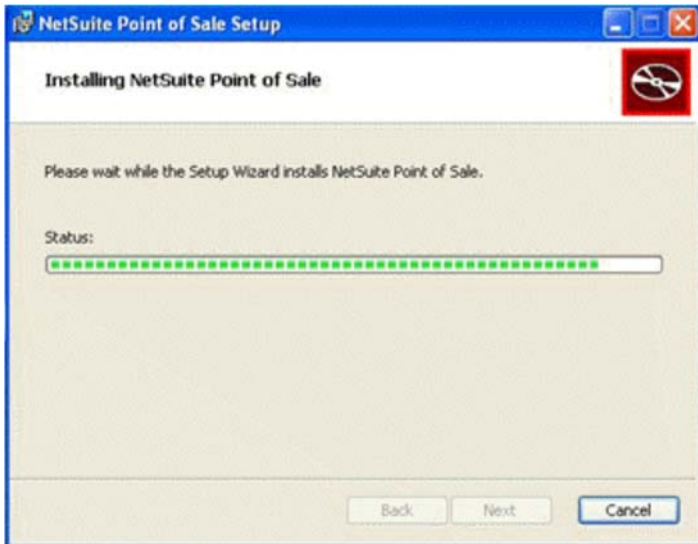 NetSuite Point of Sale Setup
Installing NetSuite Point of Sale
Please wait while the Setup Wizard installs NetSuite Point of Sale.
Status:
Back Next Cancel